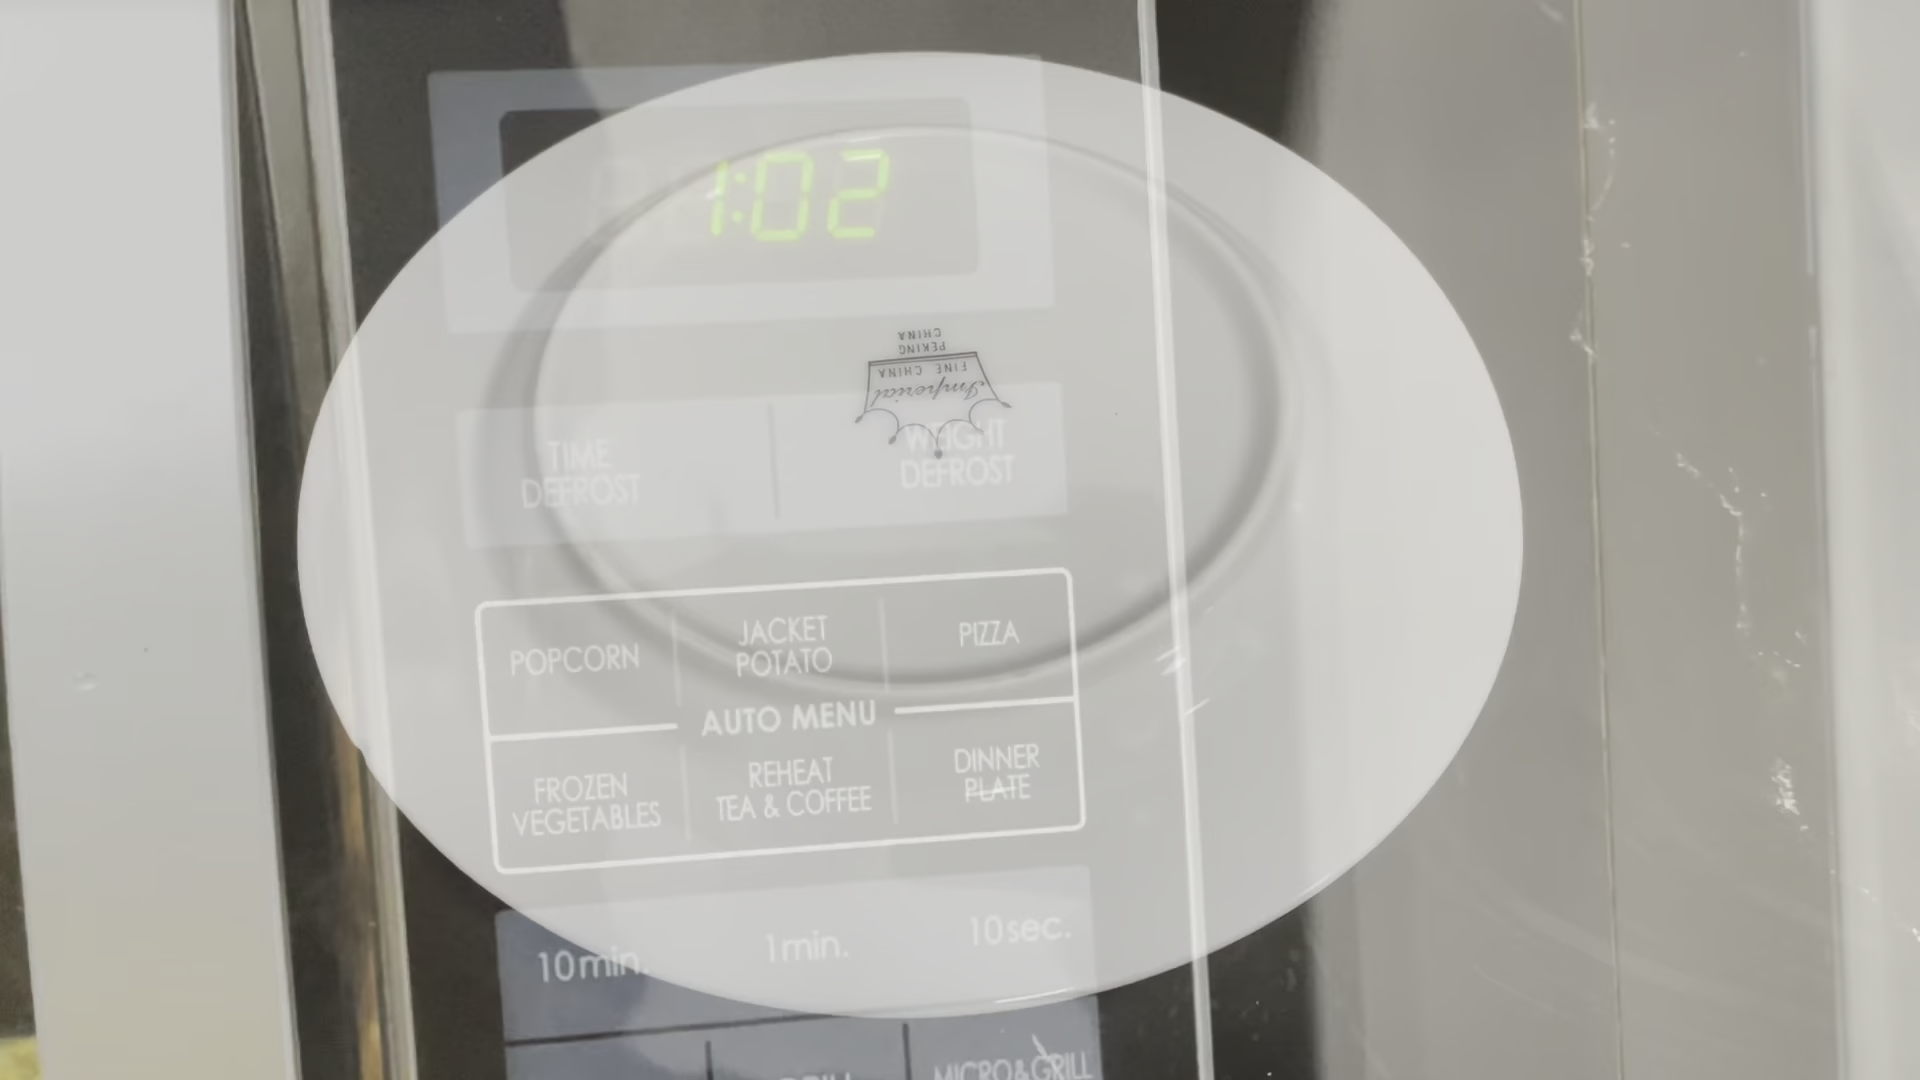 1:02
CHINA
PEKING
FINE CHINA
Imperial
TIME
DEFROST
WEIGHT
DEFROST
POPCORN
JACKET
POTATO
PIZZA
AUTO MENU
FROZEN
VEGETABLES
REHEAT
TEA & COFFEE
DINNER
PLATE
10min.
1min.
10sec.
GRILL
MICRO&GRILL